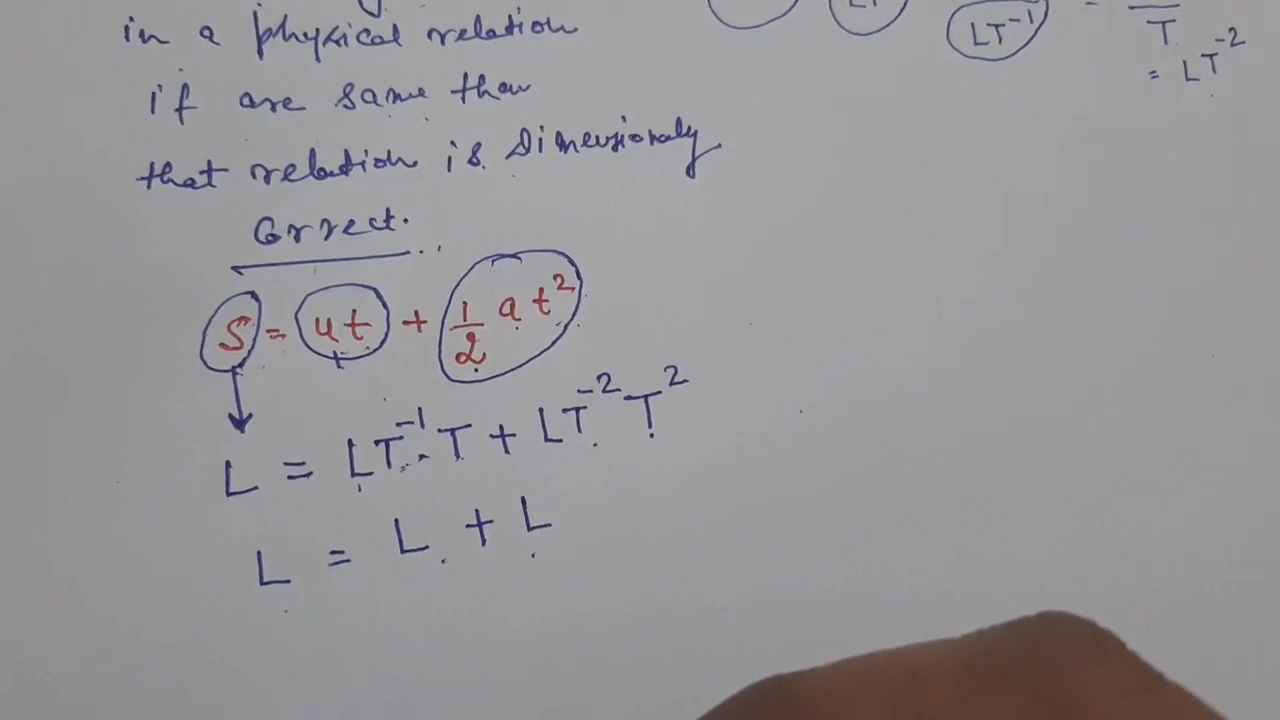 in a physical relation
LT⁻¹
T
= LT⁻²
if are same than
that relation is Dimensionaly
Correct.
S = ut + 1/2 at²
L = LT⁻¹.T + LT⁻²T²
L = L + L